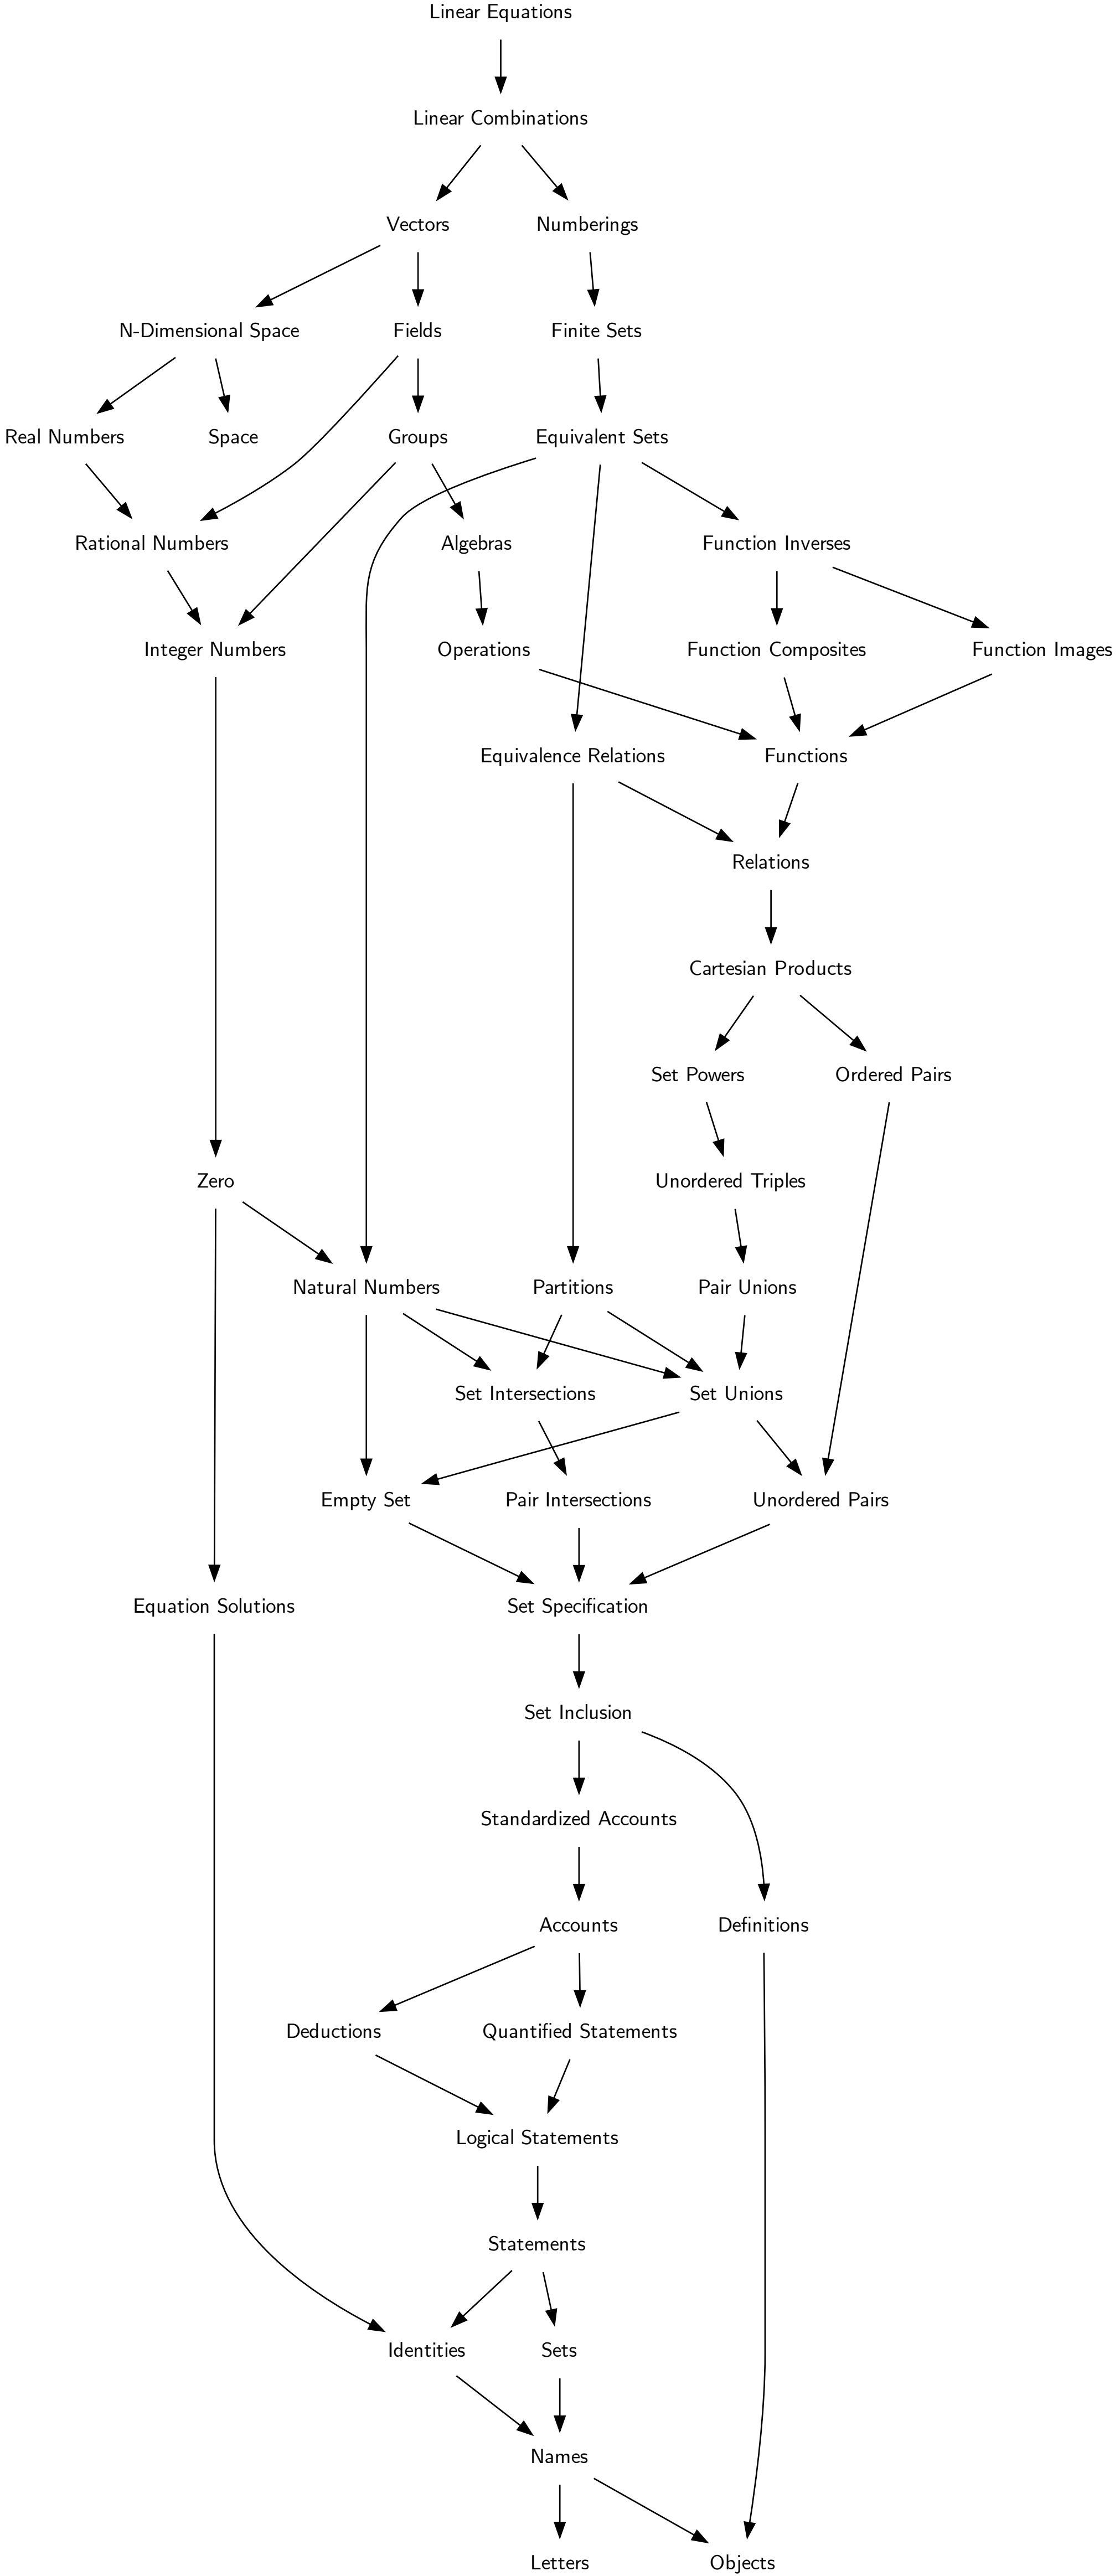 Linear Equations
Linear Combinations
Vectors
Numberings
N-Dimensional Space
Fields
Finite Sets
Real Numbers
Space
Groups
Equivalent Sets
Rational Numbers
Algebras
Function Inverses
Integer Numbers
Operations
Function Composites
Function Images
Equivalence Relations
Functions
Relations
Cartesian Products
Set Powers
Ordered Pairs
Zero
Unordered Triples
Natural Numbers
Partitions
Pair Unions
Set Intersections
Set Unions
Empty Set
Pair Intersections
Unordered Pairs
Equation Solutions
Set Specification
Set Inclusion
Standardized Accounts
Accounts
Definitions
Deductions
Quantified Statements
Logical Statements
Statements
Identities
Sets
Names
Letters
Objects